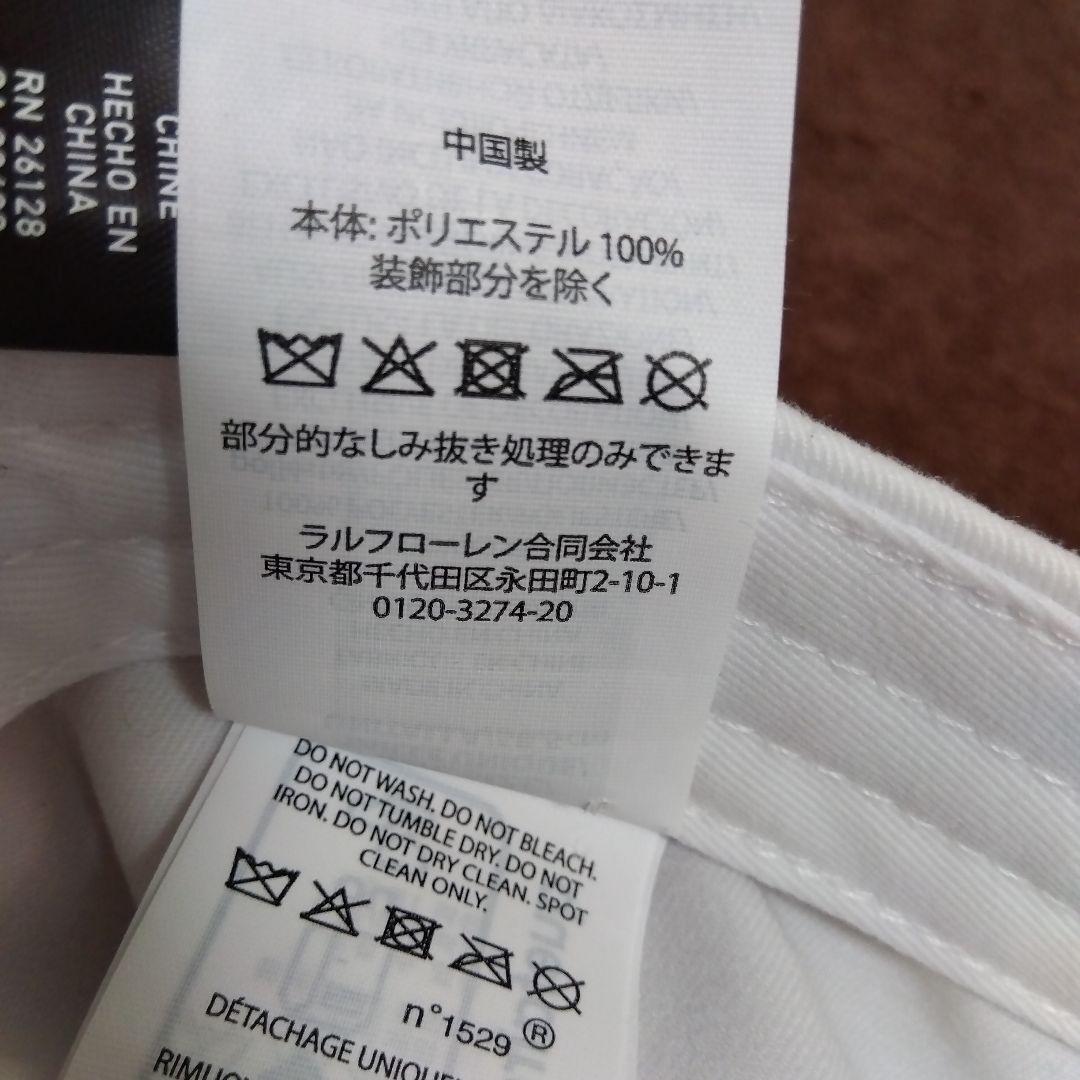 CHINE
HECHO EN
CHINA
RN 26128
中国製
本体: ポリエステル 100%
装飾部分を除く
部分的なしみ抜き処理のみできま
す
ラルフローレン合同会社
東京都千代田区永田町2-10-1
0120-3274-20
DO NOT WASH. DO NOT BLEACH.
DO NOT TUMBLE DRY. DO NOT
IRON. DO NOT DRY CLEAN. SPOT
CLEAN ONLY.
n°1529 ®
DÉTACHAGE UNIQUE